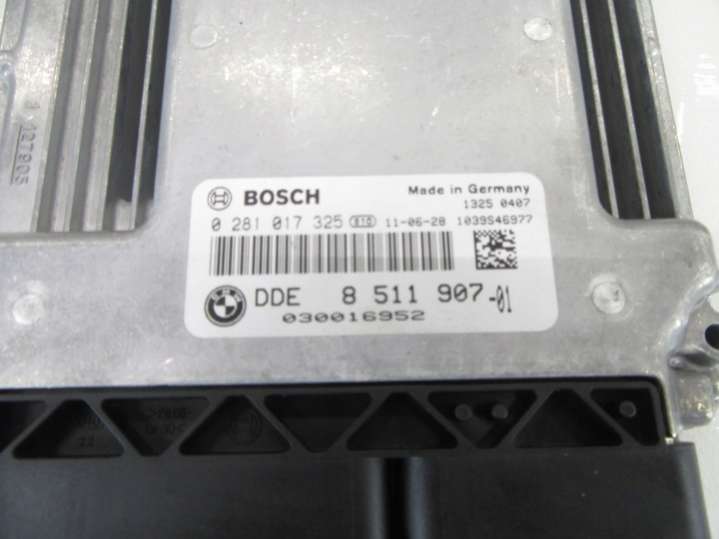 BOSCH
Made in Germany
1325 0407
0 281 017 325 11-06-28 1039S46977
DDE 8 511 907-01
030016952
127905